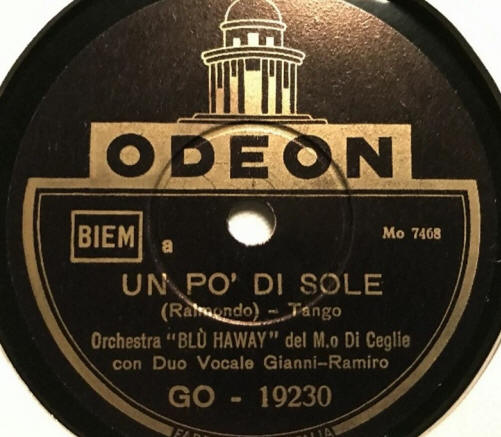 ODEON
BIEM a Mo 7468
UN PO' DI SOLE
(Raimondo) - Tango
Orchestra "BLÙ HAWAY" del M.o Di Ceglie
con Duo Vocale Gianni-Ramiro
GO - 19230